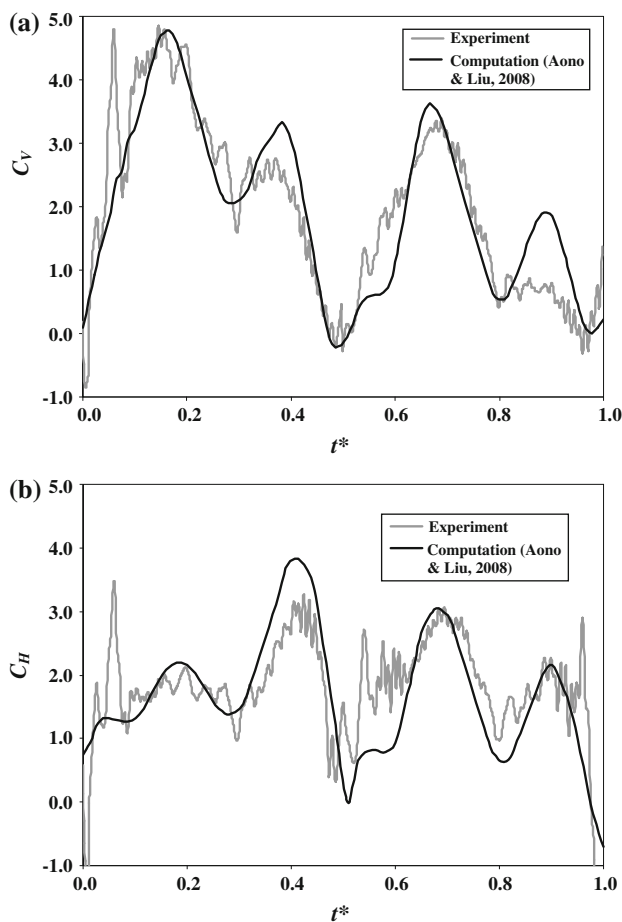 (a)
5.0
4.0
3.0
2.0
1.0
0.0
-1.0
C_V
Experiment
Computation (Aono
& Liu, 2008)
0.0 0.2 0.4 0.6 0.8 1.0
t*
(b)
5.0
4.0
3.0
2.0
1.0
0.0
-1.0
C_H
Experiment
Computation (Aono
& Liu, 2008)
0.0 0.2 0.4 0.6 0.8 1.0
t*